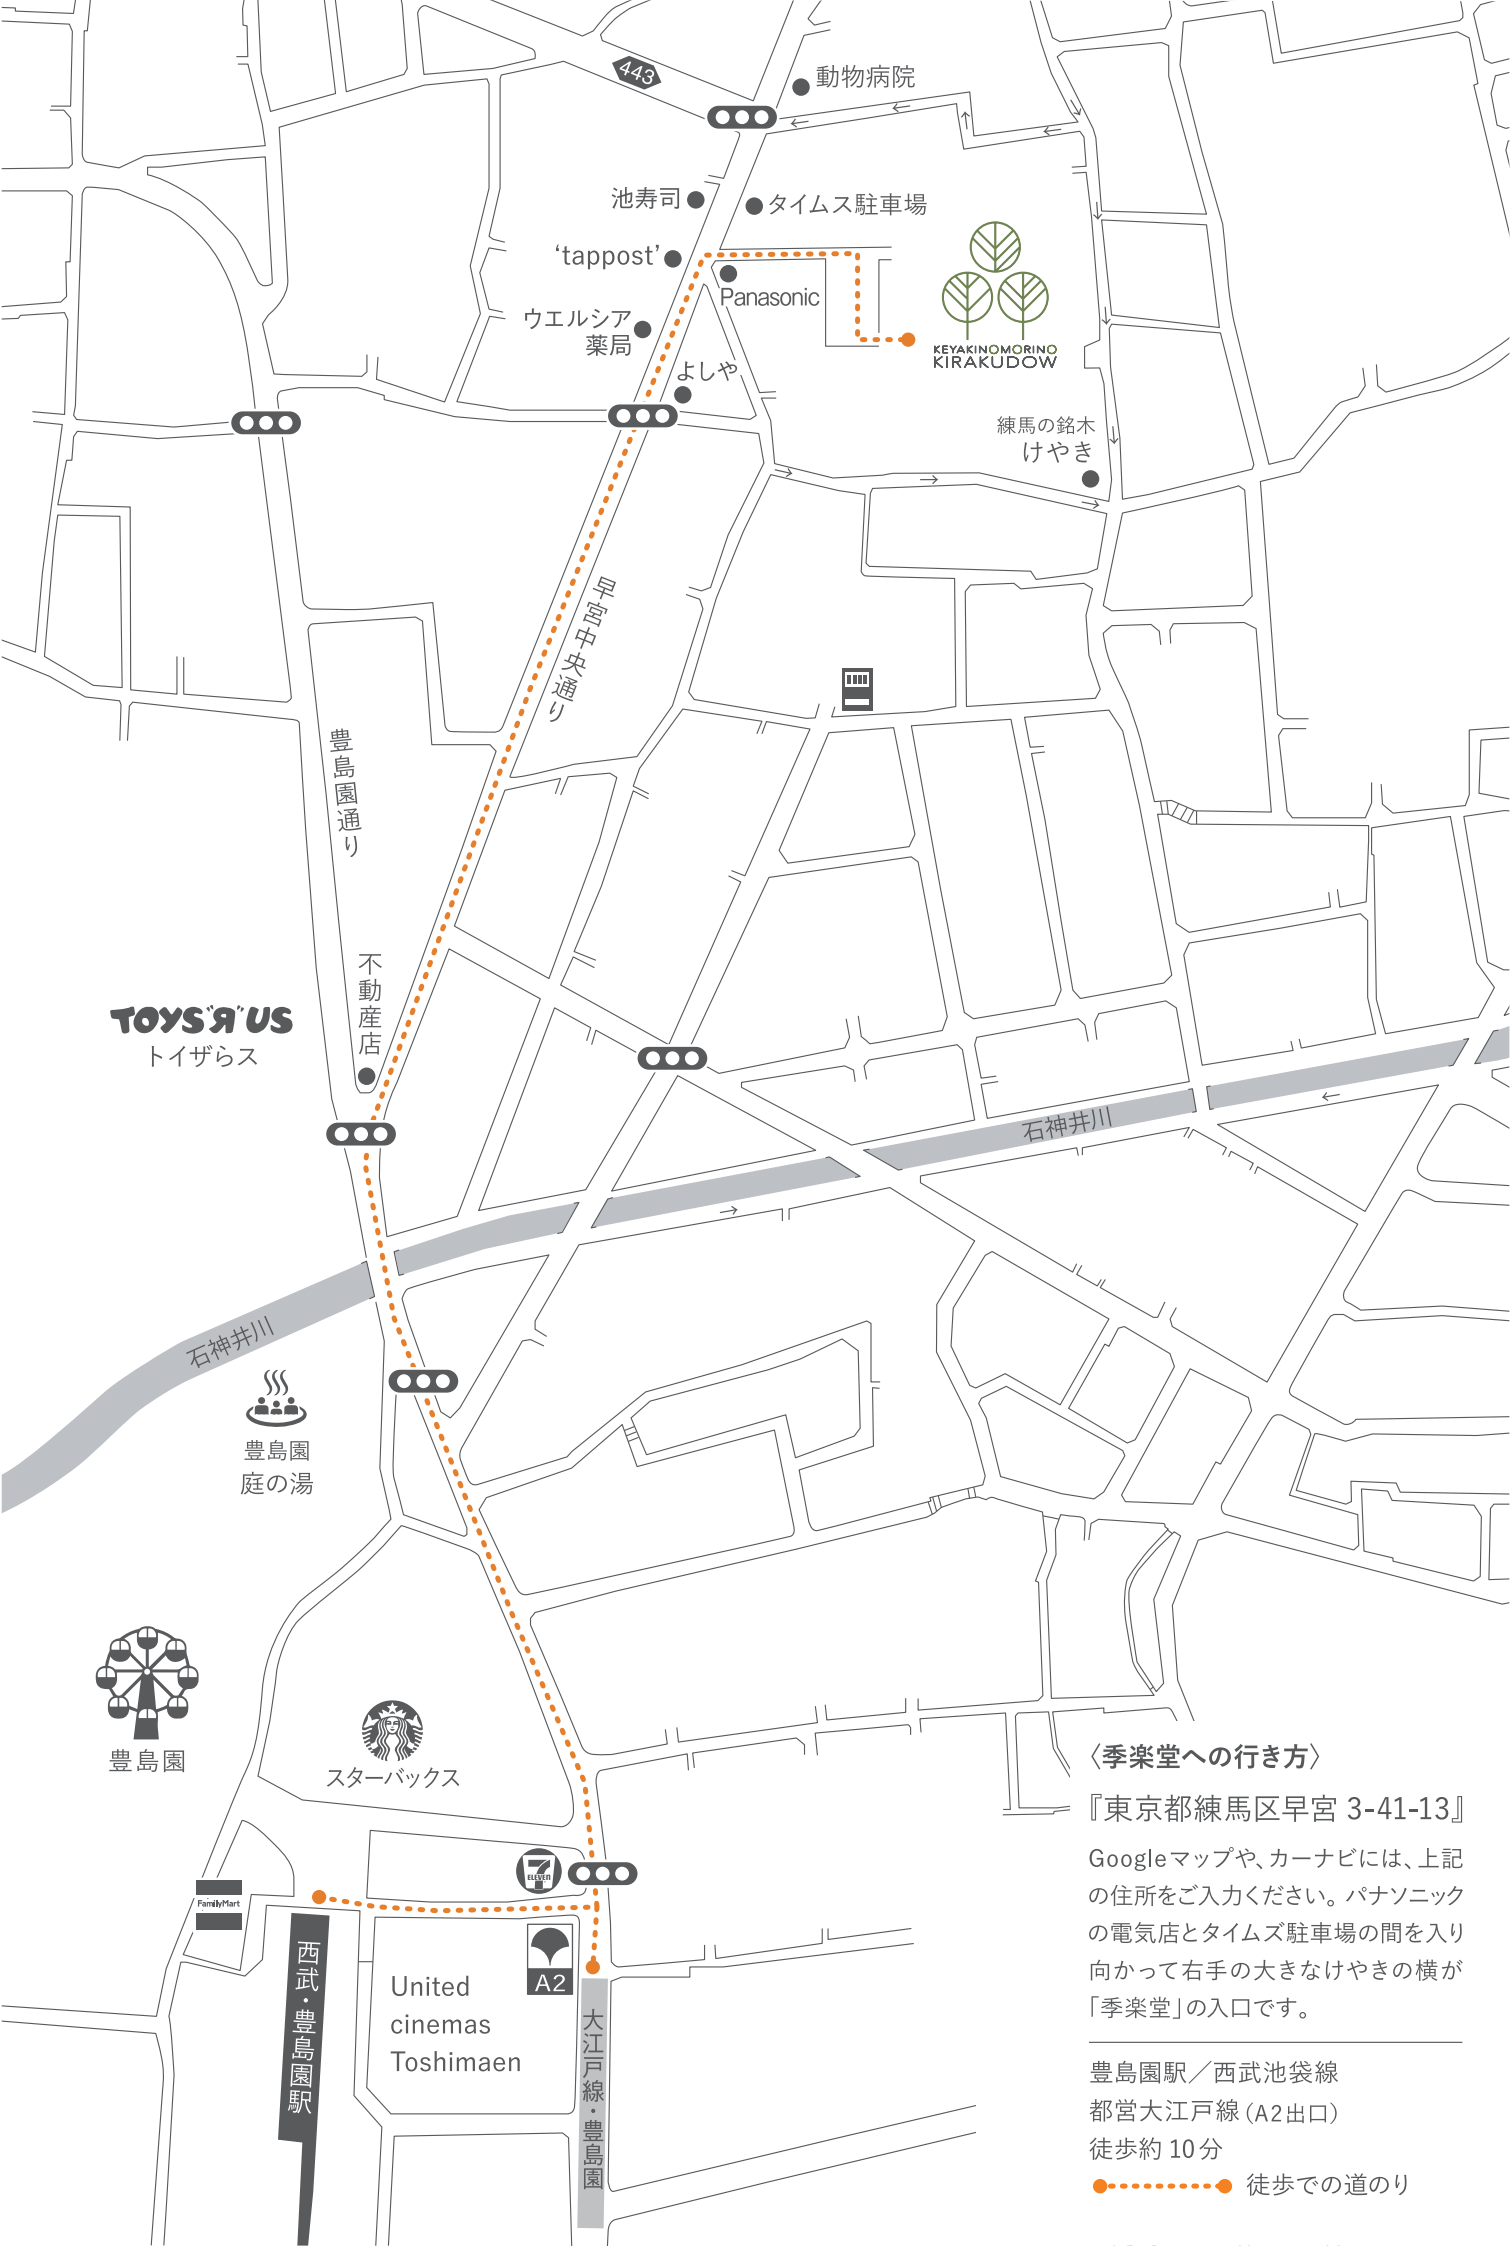 443
動物病院
池寿司
タイムス駐車場
‘tappost’
Panasonic
ウエルシア
薬局
よしや
KEYAKINOMORINO
KIRAKUDOW
練馬の銘木
けやき
早宮中央通り
豊島園通り
不動産店
TOYS"R"US
トイザらス
石神井川
石神井川
豊島園
庭の湯
豊島園
スターバックス
7
ELEVEN
FamilyMart
A2
西武・豊島園駅
United
cinemas
Toshimaen
大江戸線・豊島園
〈季楽堂への行き方〉
『東京都練馬区早宮 3-41-13』
Googleマップや、カーナビには、上記
の住所をご入力ください。パナソニック
の電気店とタイムズ駐車場の間を入り
向かって右手の大きなけやきの横が
「季楽堂」の入口です。
豊島園駅／西武池袋線
都営大江戸線(A2出口)
徒歩約 10分
徒歩での道のり